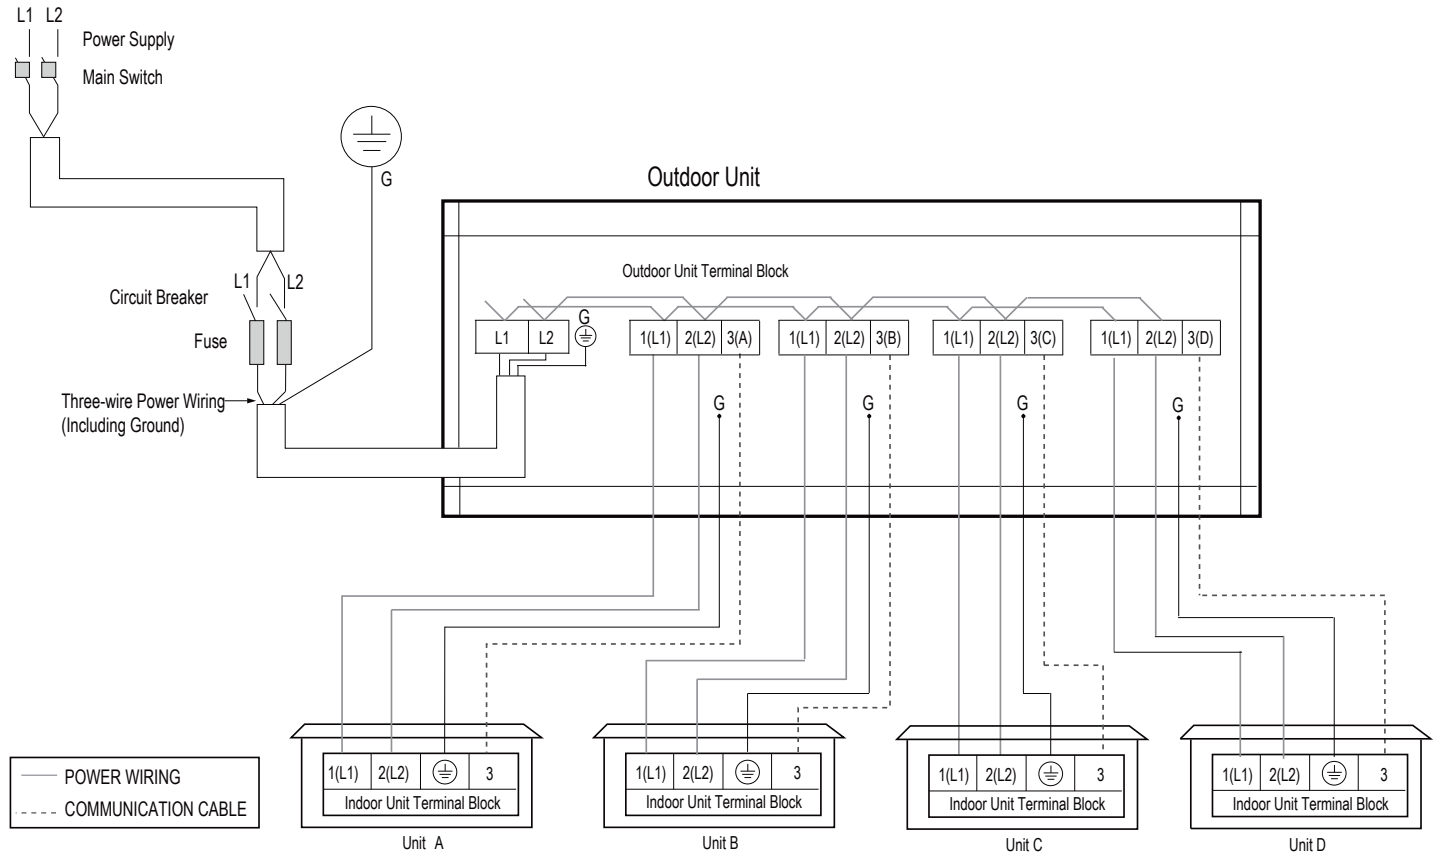 L1 L2
Power Supply
Main Switch
G
Outdoor Unit
Outdoor Unit Terminal Block
L1 L2
Circuit Breaker
Fuse
Three-wire Power Wiring
(Including Ground)
G
L1 L2
1(L1) 2(L2) 3(A)
1(L1) 2(L2) 3(B)
1(L1) 2(L2) 3(C)
1(L1) 2(L2) 3(D)
G G G G
POWER WIRING
COMMUNICATION CABLE
1(L1) 2(L2) 3
Indoor Unit Terminal Block
Unit A
1(L1) 2(L2) 3
Indoor Unit Terminal Block
Unit B
1(L1) 2(L2) 3
Indoor Unit Terminal Block
Unit C
1(L1) 2(L2) 3
Indoor Unit Terminal Block
Unit D